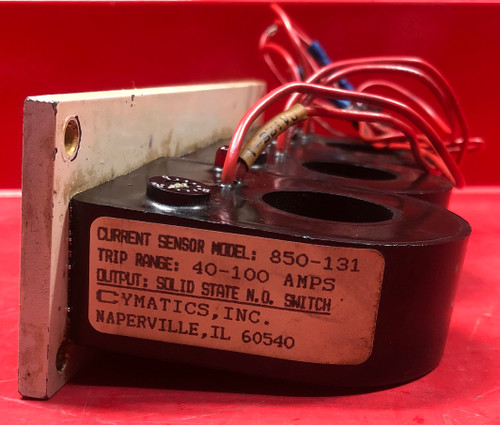 CURRENT SENSOR MODEL: 850-131
TRIP RANGE: 40-100 AMPS
OUTPUT: SOLID STATE N.O. SWITCH
CYMATICS, INC.
NAPERVILLE, IL 60540